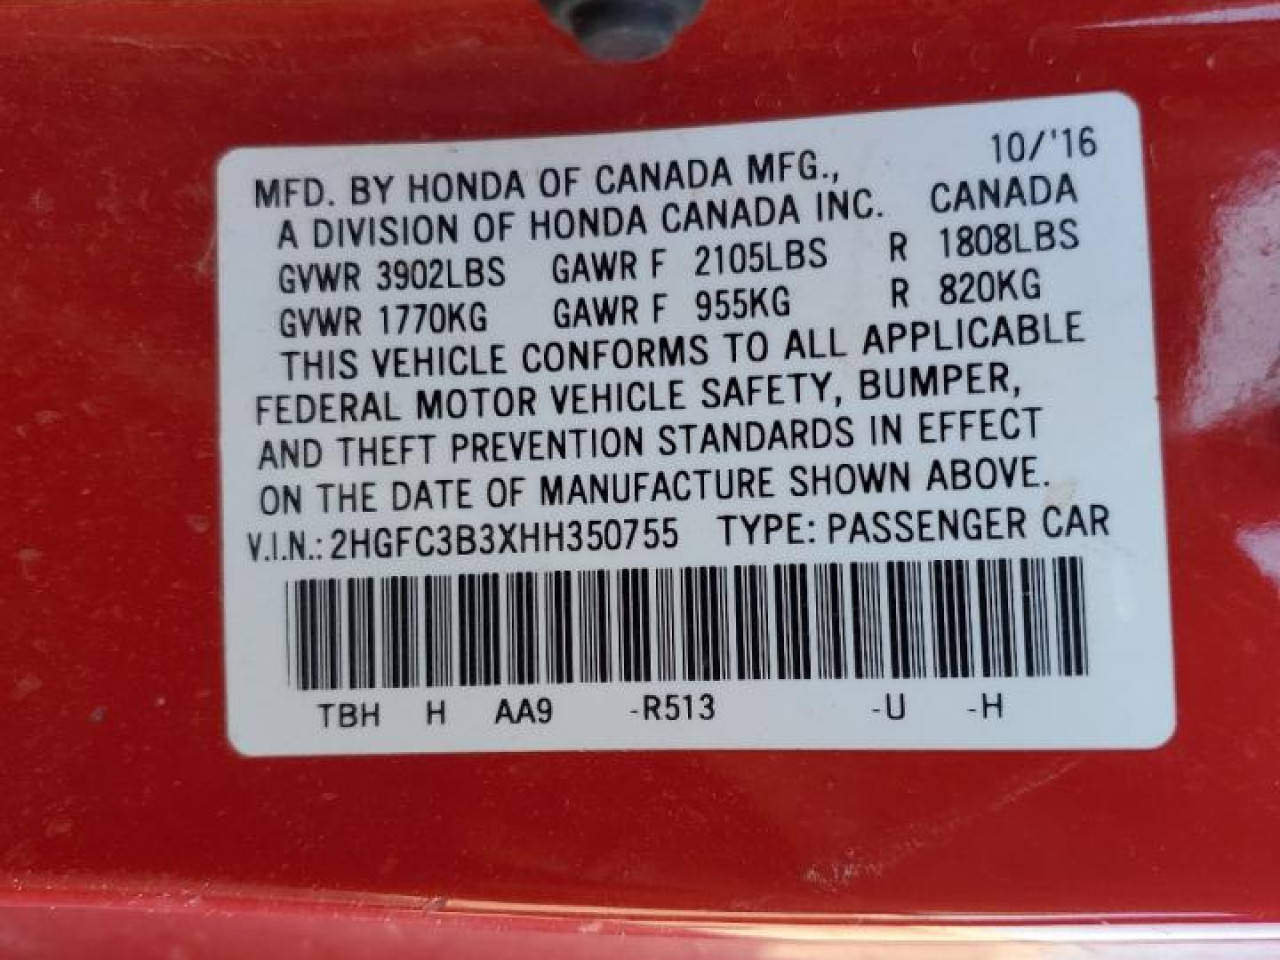 10/'16
MFD. BY HONDA OF CANADA MFG.,
A DIVISION OF HONDA CANADA INC. CANADA
GVWR 3902LBS GAWR F 2105LBS R 1808LBS
GVWR 1770KG GAWR F 955KG R 820KG
THIS VEHICLE CONFORMS TO ALL APPLICABLE
FEDERAL MOTOR VEHICLE SAFETY, BUMPER,
AND THEFT PREVENTION STANDARDS IN EFFECT
ON THE DATE OF MANUFACTURE SHOWN ABOVE.
V.I.N.: 2HGFC3B3XHH350755 TYPE: PASSENGER CAR
TBH H AA9 -R513 -U -H